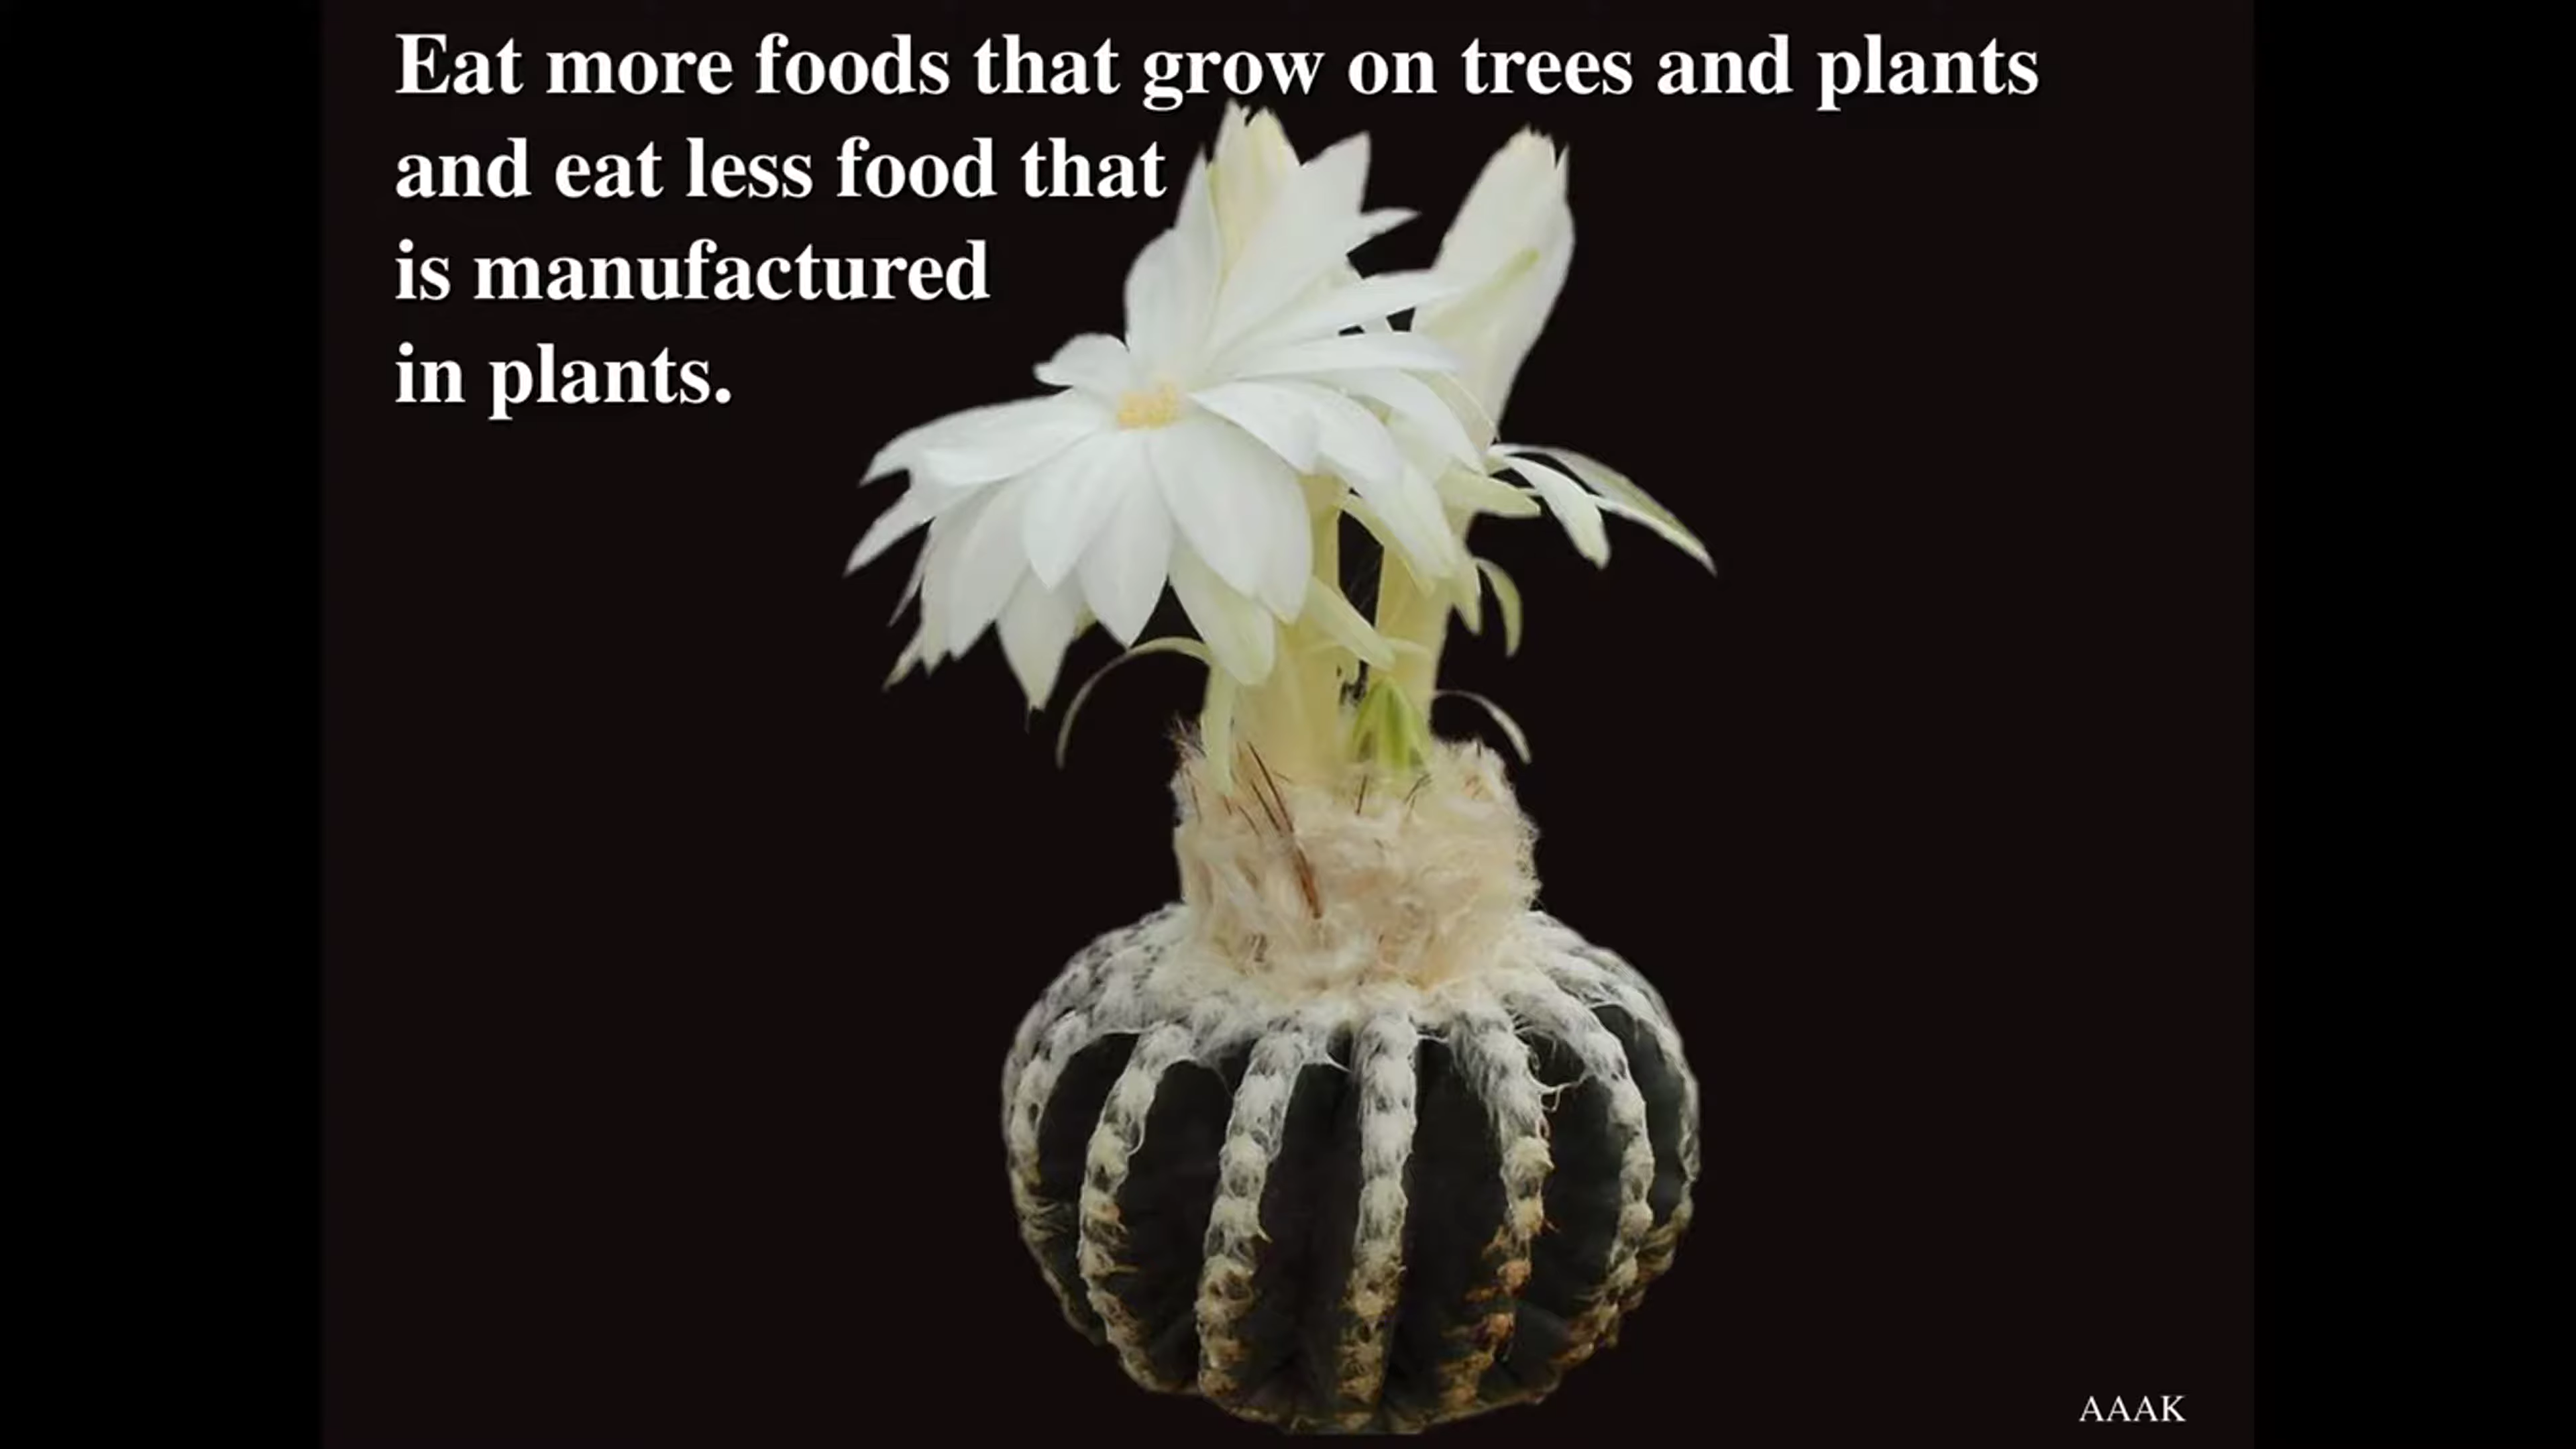 Eat more foods that grow on trees and plants
and eat less food that
is manufactured
in plants.
AAAK